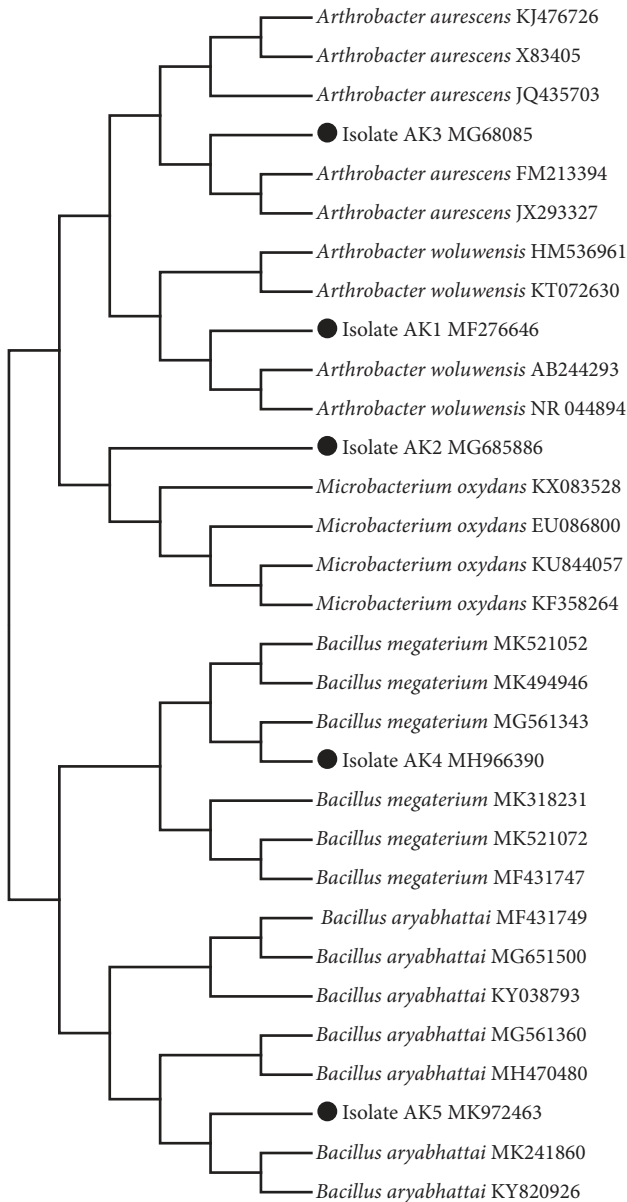 Arthrobacter aurescens KJ476726
Arthrobacter aurescens X83405
Arthrobacter aurescens JQ435703
Isolate AK3 MG68085
Arthrobacter aurescens FM213394
Arthrobacter aurescens JX293327
Arthrobacter woluwensis HM536961
Arthrobacter woluwensis KT072630
Isolate AK1 MF276646
Arthrobacter woluwensis AB244293
Arthrobacter woluwensis NR 044894
Isolate AK2 MG685886
Microbacterium oxydans KX083528
Microbacterium oxydans EU086800
Microbacterium oxydans KU844057
Microbacterium oxydans KF358264
Bacillus megaterium MK521052
Bacillus megaterium MK494946
Bacillus megaterium MG561343
Isolate AK4 MH966390
Bacillus megaterium MK318231
Bacillus megaterium MK521072
Bacillus megaterium MF431747
Bacillus aryabhattai MF431749
Bacillus aryabhattai MG651500
Bacillus aryabhattai KY038793
Bacillus aryabhattai MG561360
Bacillus aryabhattai MH470480
Isolate AK5 MK972463
Bacillus aryabhattai MK241860
Bacillus aryabhattai KY820926